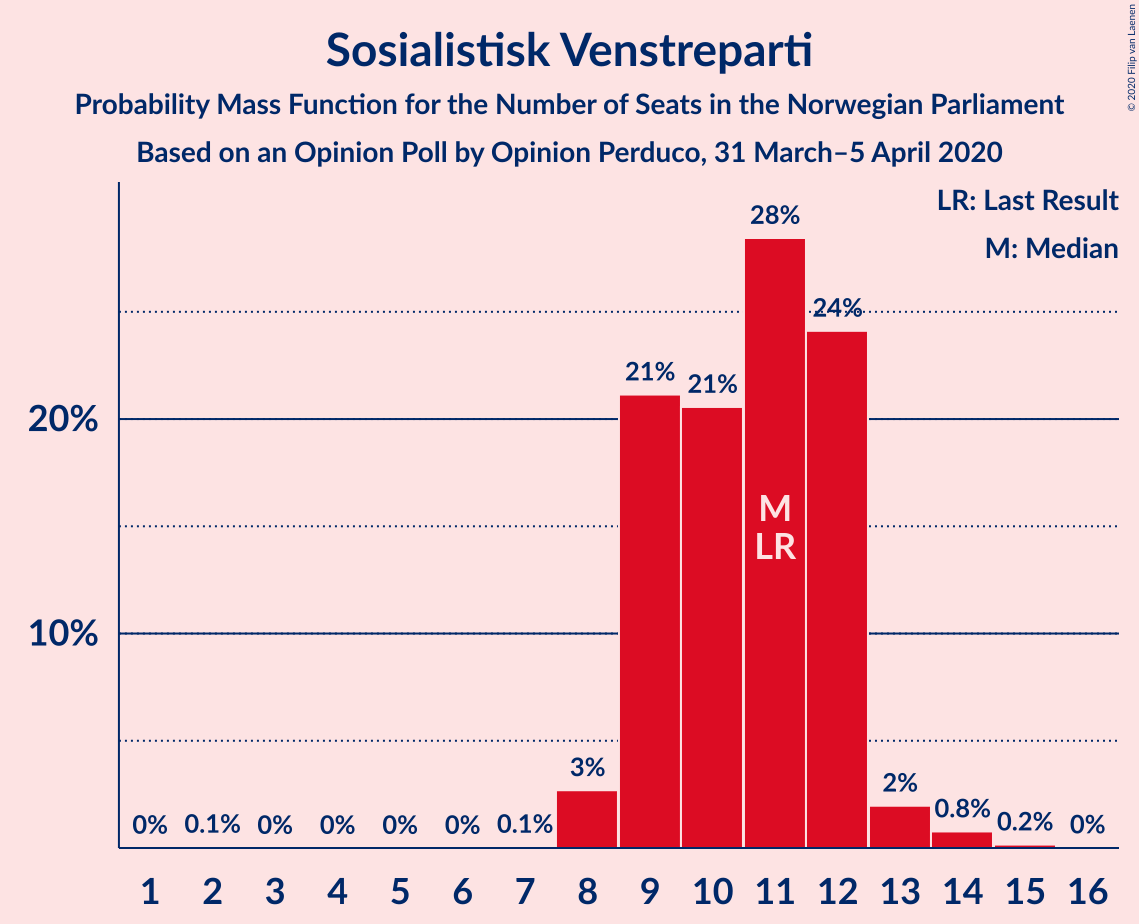 © 2020 Filip van Laenen
Sosialistisk Venstreparti
Probability Mass Function for the Number of Seats in the Norwegian Parliament
Based on an Opinion Poll by Opinion Perduco, 31 March–5 April 2020
LR: Last Result
M: Median
28%
24%
21%
21%
20%
M
LR
10%
3%
2%
0.8%
0% 0.1% 0% 0% 0% 0% 0.1%
0.2% 0%
1 2 3 4 5 6 7 8 9 10 11 12 13 14 15 16